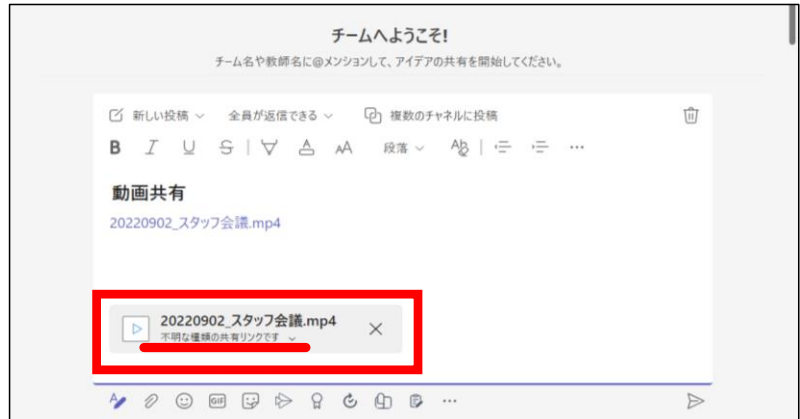 チームへようこそ!
チーム名や教師名に@メンションして、アイデアの共有を開始してください。
新しい投稿 全員が返信できる 複数のチャネルに投稿
B I U S A AA 段落 Ab
動画共有
20220902_スタッフ会議.mp4
20220902_スタッフ会議.mp4
不明な種類の共有リンクです
GIF